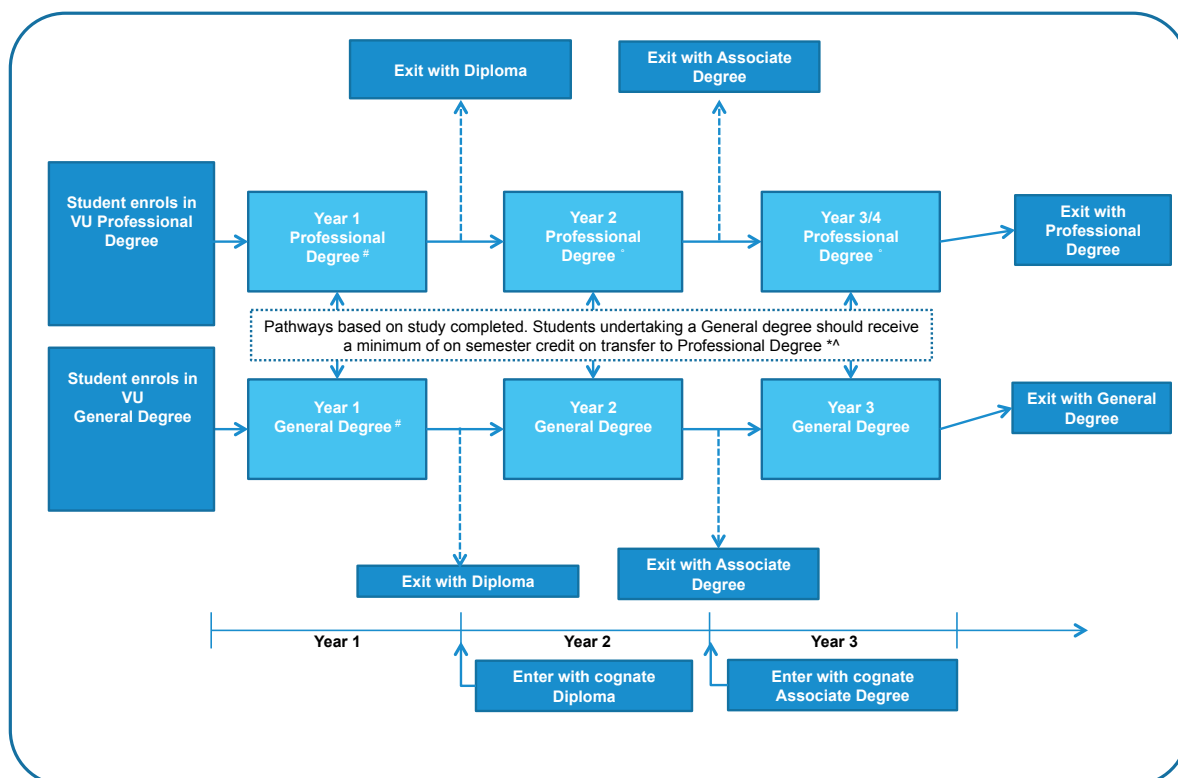 Exit with Diploma
Exit with Associate
Degree
Student enrols in
VU Professional
Degree
Year 1
Professional
Degree #
Year 2
Professional
Degree
Year 3/4
Professional
Degree
Exit with
Professional
Degree
Pathways based on study completed. Students undertaking a General degree should receive
a minimum of on semester credit on transfer to Professional Degree *^
Student enrols in
VU
General Degree
Year 1
General Degree #
Year 2
General Degree
Year 3
General Degree
Exit with General
Degree
Exit with Diploma
Exit with Associate
Degree
Year 1
Year 2
Year 3
Enter with cognate
Diploma
Enter with cognate
Associate Degree